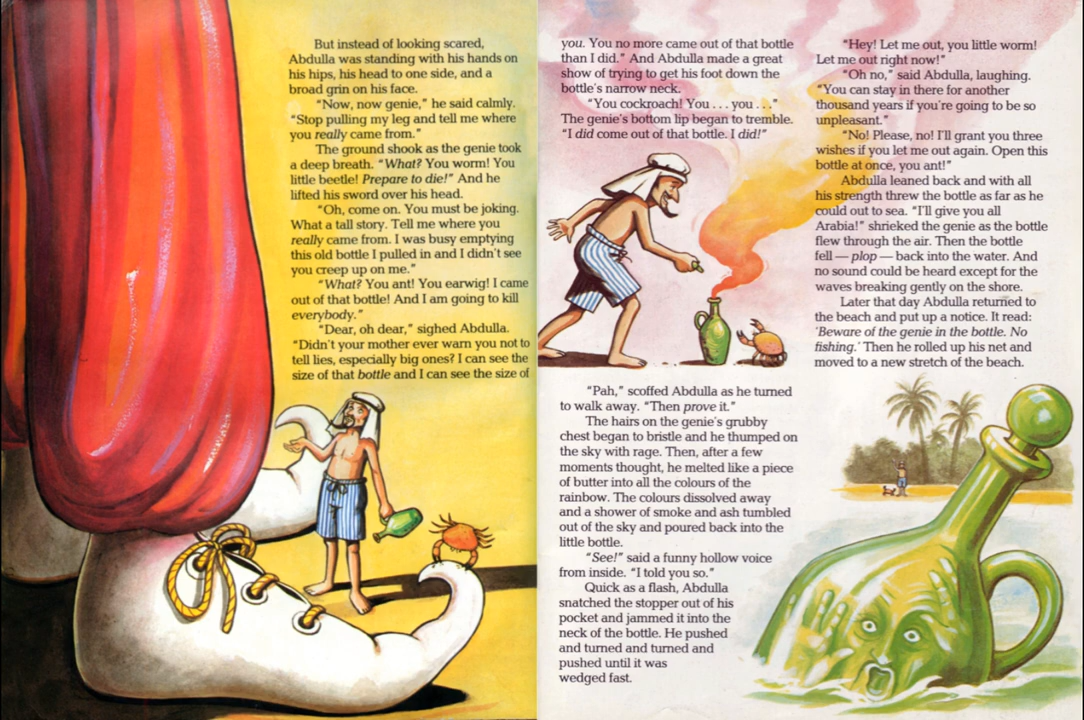 But instead of looking scared,
Abdulla was standing with his hands on
his hips, his head to one side, and a
broad grin on his face.
"Now, now genie," he said calmly.
"Stop pulling my leg and tell me where
you really came from."
The ground shook as the genie took
a deep breath. "What? You worm! You
little beetle! Prepare to die!" And he
lifted his sword over his head.
"Oh, come on. You must be joking.
What a tall story. Tell me where you
really came from. I was busy emptying
this old bottle I pulled in and I didn't see
you creep up on me."
"What? You ant! You earwig! I came
out of that bottle! And I am going to kill
everybody."
"Dear, oh dear," sighed Abdulla.
"Didn't your mother ever warn you not to
tell lies, especially big ones? I can see the
size of that bottle and I can see the size of
you. You no more came out of that bottle
than I did." And Abdulla made a great
show of trying to get his foot down the
bottle's narrow neck.
"You cockroach! You . . . you . . ."
The genie's bottom lip began to tremble.
"I did come out of that bottle. I did!"
"Pah," scoffed Abdulla as he turned
to walk away. "Then prove it."
The hairs on the genie's grubby
chest began to bristle and he thumped on
the sky with rage. Then, after a few
moments thought, he melted like a piece
of butter into all the colours of the
rainbow. The colours dissolved away
and a shower of smoke and ash tumbled
out of the sky and poured back into the
little bottle.
"See!" said a funny hollow voice
from inside. "I told you so."
Quick as a flash, Abdulla
snatched the stopper out of his
pocket and jammed it into the
neck of the bottle. He pushed
and turned and turned and
pushed until it was
wedged fast.
"Hey! Let me out, you little worm!
Let me out right now!"
"Oh no," said Abdulla, laughing.
"You can stay in there for another
thousand years if you're going to be so
unpleasant."
"No! Please, no! I'll grant you three
wishes if you let me out again. Open this
bottle at once, you ant!"
Abdulla leaned back and with all
his strength threw the bottle as far as he
could out to sea. "I'll give you all
Arabia!" shrieked the genie as the bottle
flew through the air. Then the bottle
fell — plop — back into the water. And
no sound could be heard except for the
waves breaking gently on the shore.
Later that day Abdulla returned to
the beach and put up a notice. It read:
'Beware of the genie in the bottle. No
fishing.' Then he rolled up his net and
moved to a new stretch of the beach.